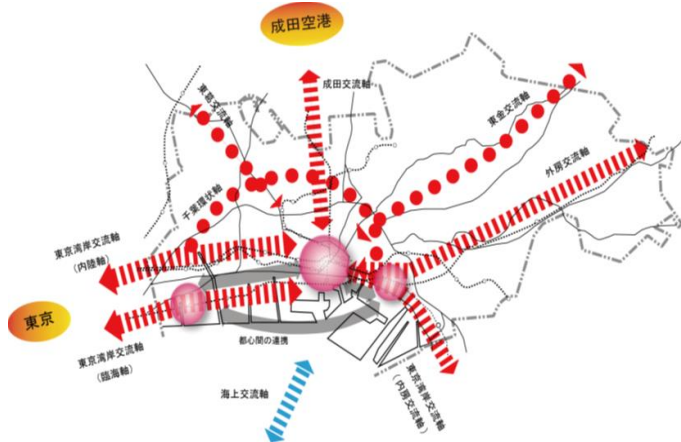 成田空港
成田交流軸
東葛交流軸
東金交流軸
外房交流軸
千葉環状軸
東京湾岸交流軸
（内陸軸）
東京
東京湾岸交流軸
（臨海軸）
都心間の連携
海上交流軸
東京湾岸交流軸
（内房交流軸）